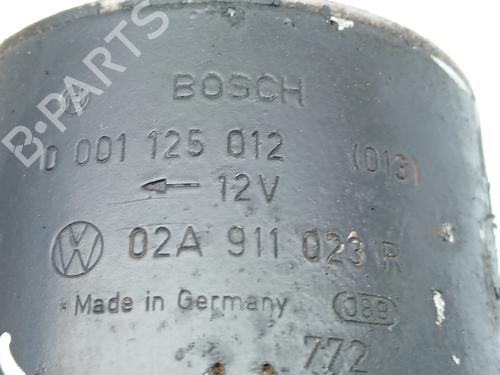 BOSCH
0 001 125 012 (013)
← 12V
02A 911 023 R
Made in Germany J89
772
B-PARTS